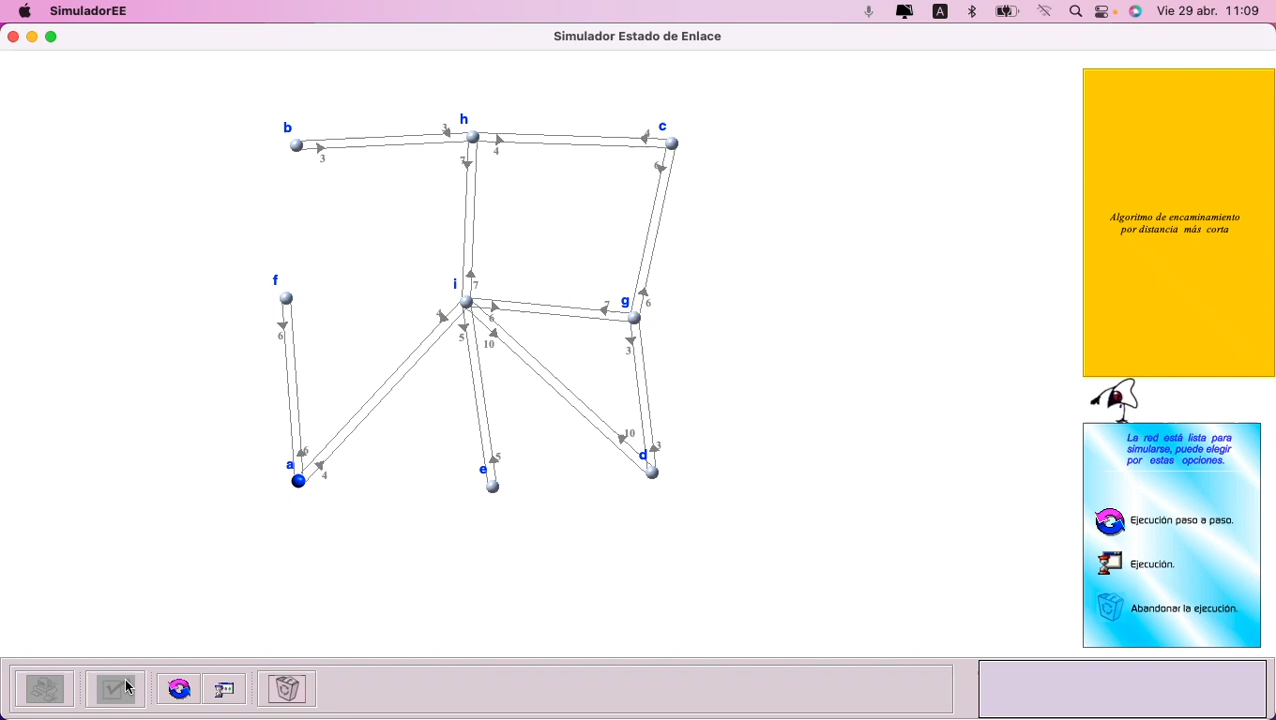 SimuladorEE
A
Vie 29 abr. 11:09
Simulador Estado de Enlace
b
h
c
3
3
4
4
7
6
f
i
g
7
6
7
6
6
4
5
10
3
10
3
6
5
a
e
d
4
Algoritmo de encaminamiento
por distancia más corta
La red está lista para
simularse, puede elegir
por estas opciones.
Ejecución paso a paso.
Ejecución.
Abandonar la ejecución.